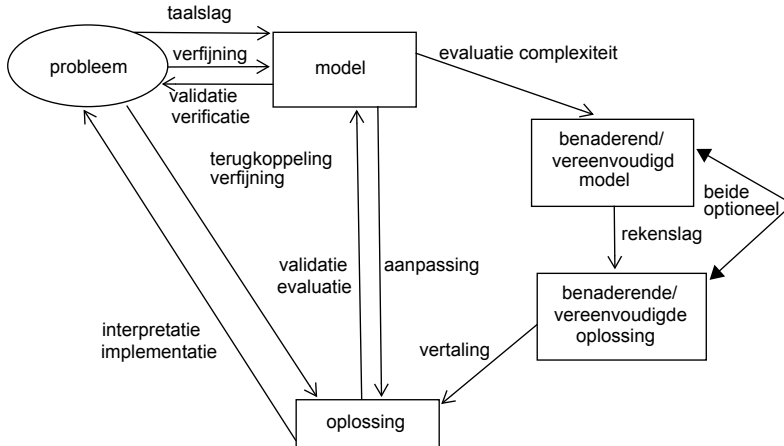 taalslag
verfijning
probleem
model
evaluatie complexiteit
validatie
verificatie
benaderend/
vereenvoudigd
model
terugkoppeling
verfijning
beide
optioneel
rekenslag
validatie
evaluatie
aanpassing
benaderende/
vereenvoudigde
oplossing
interpretatie
implementatie
vertaling
oplossing